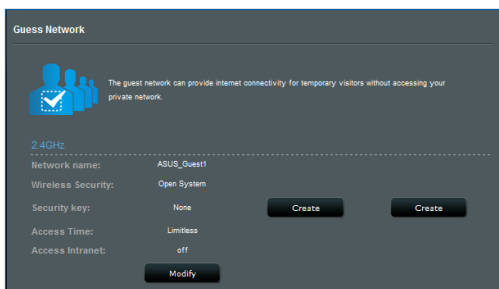 Guess Network
The guest network can provide internet connectivity for temporary visitors without accessing your
private network.
2.4GHz
Network name: ASUS_Guest1
Wireless Security: Open System
Security key: None Create Create
Access Time: Limitless
Access Intranet: off
Modify